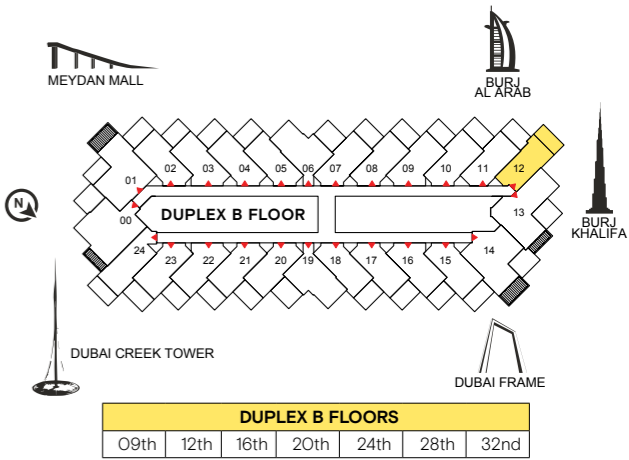 MEYDAN MALL
BURJ
AL ARAB
01
02
03
04
05
06
07
08
09
10
11
12
N
00
DUPLEX B FLOOR
13
BURJ
KHALIFA
24
23
22
21
20
19
18
17
16
15
14
DUBAI CREEK TOWER
DUBAI FRAME
DUPLEX B FLOORS
09th 12th 16th 20th 24th 28th 32nd